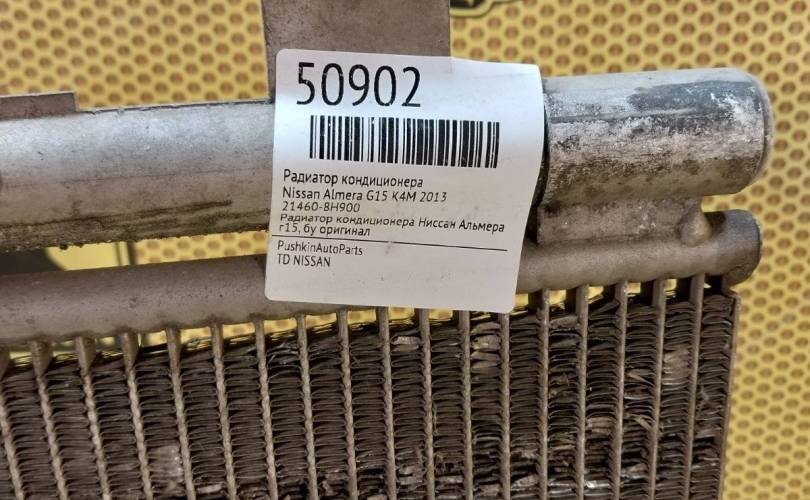 50902
Радиатор кондиционера
Nissan Almera G15 K4M 2013
21460-8H900
Радиатор кондиционера Ниссан Альмера
г15, бу оригинал
PushkinAutoParts
TD NISSAN